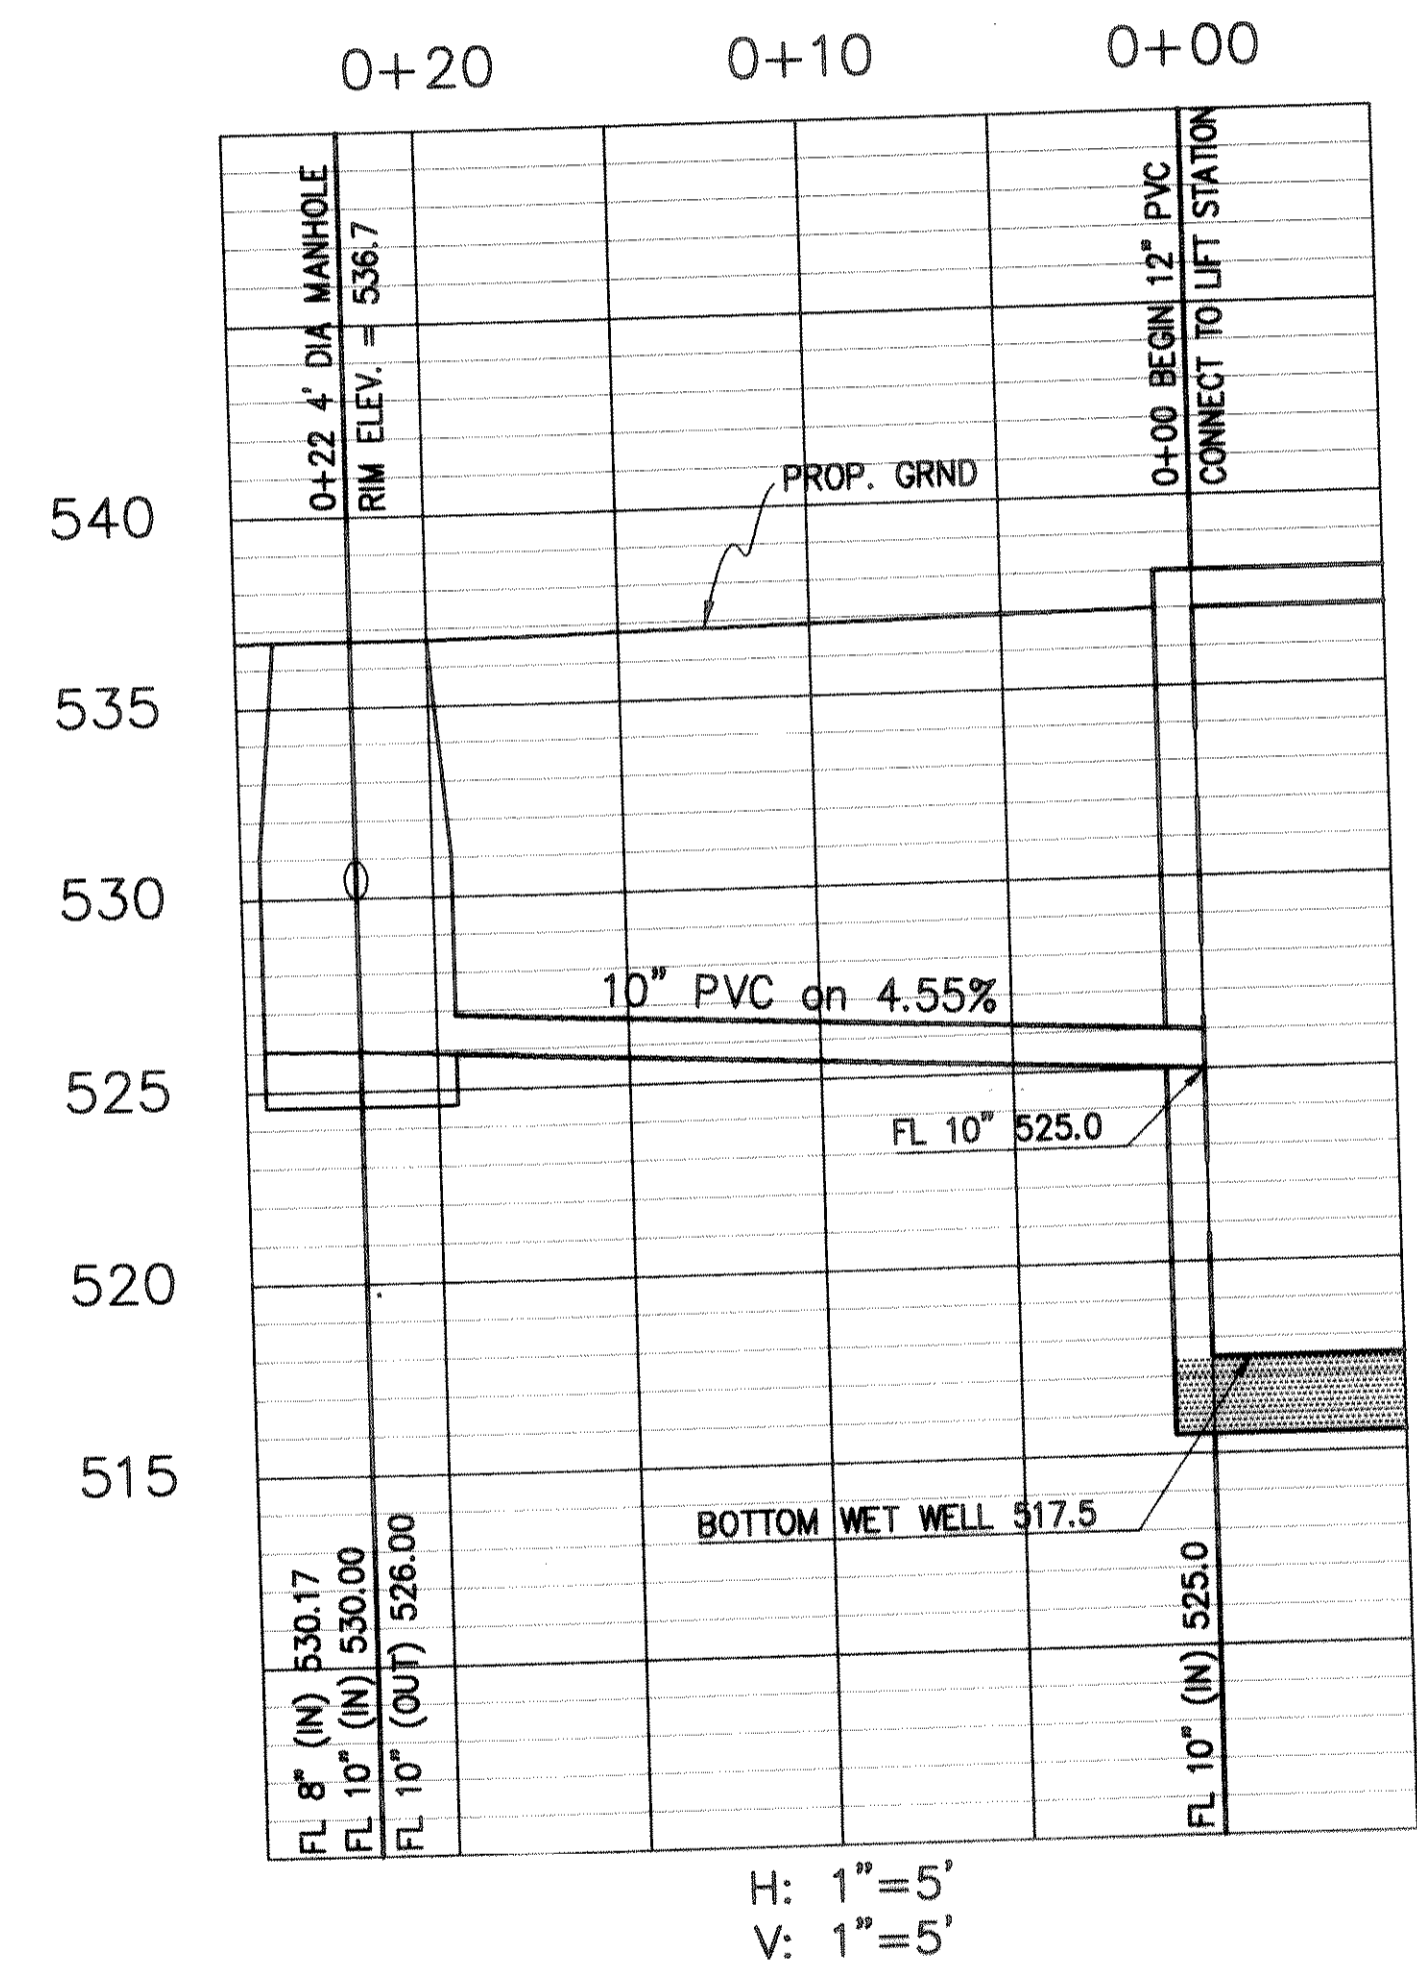 0+20
0+10
0+00
0+22 4' DIA MANHOLE
RIM ELEV. = 536.7
0+00 BEGIN 12" PVC
CONNECT TO LIFT STATION
PROP. GRND
540
535
530
10" PVC on 4.55%
525
FL 10" 525.0
520
515
BOTTOM WET WELL 517.5
FL 8" (IN) 530.17
FL 10" (IN) 530.00
FL 10" (OUT) 526.00
FL 10" (IN) 525.0
H: 1"=5'
V: 1"=5'